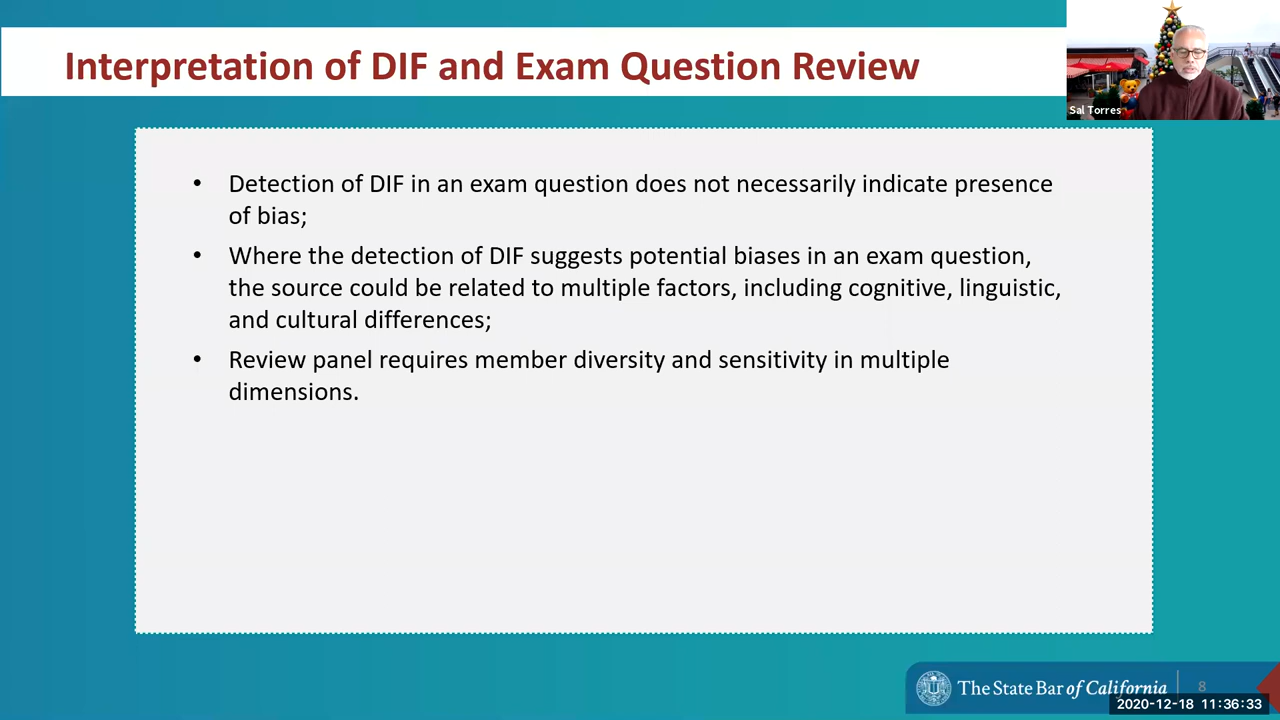 Interpretation of DIF and Exam Question Review
Sal Torres
• Detection of DIF in an exam question does not necessarily indicate presence
of bias;
• Where the detection of DIF suggests potential biases in an exam question,
the source could be related to multiple factors, including cognitive, linguistic,
and cultural differences;
• Review panel requires member diversity and sensitivity in multiple
dimensions.
The State Bar of California
8
2020-12-18 11:36:33